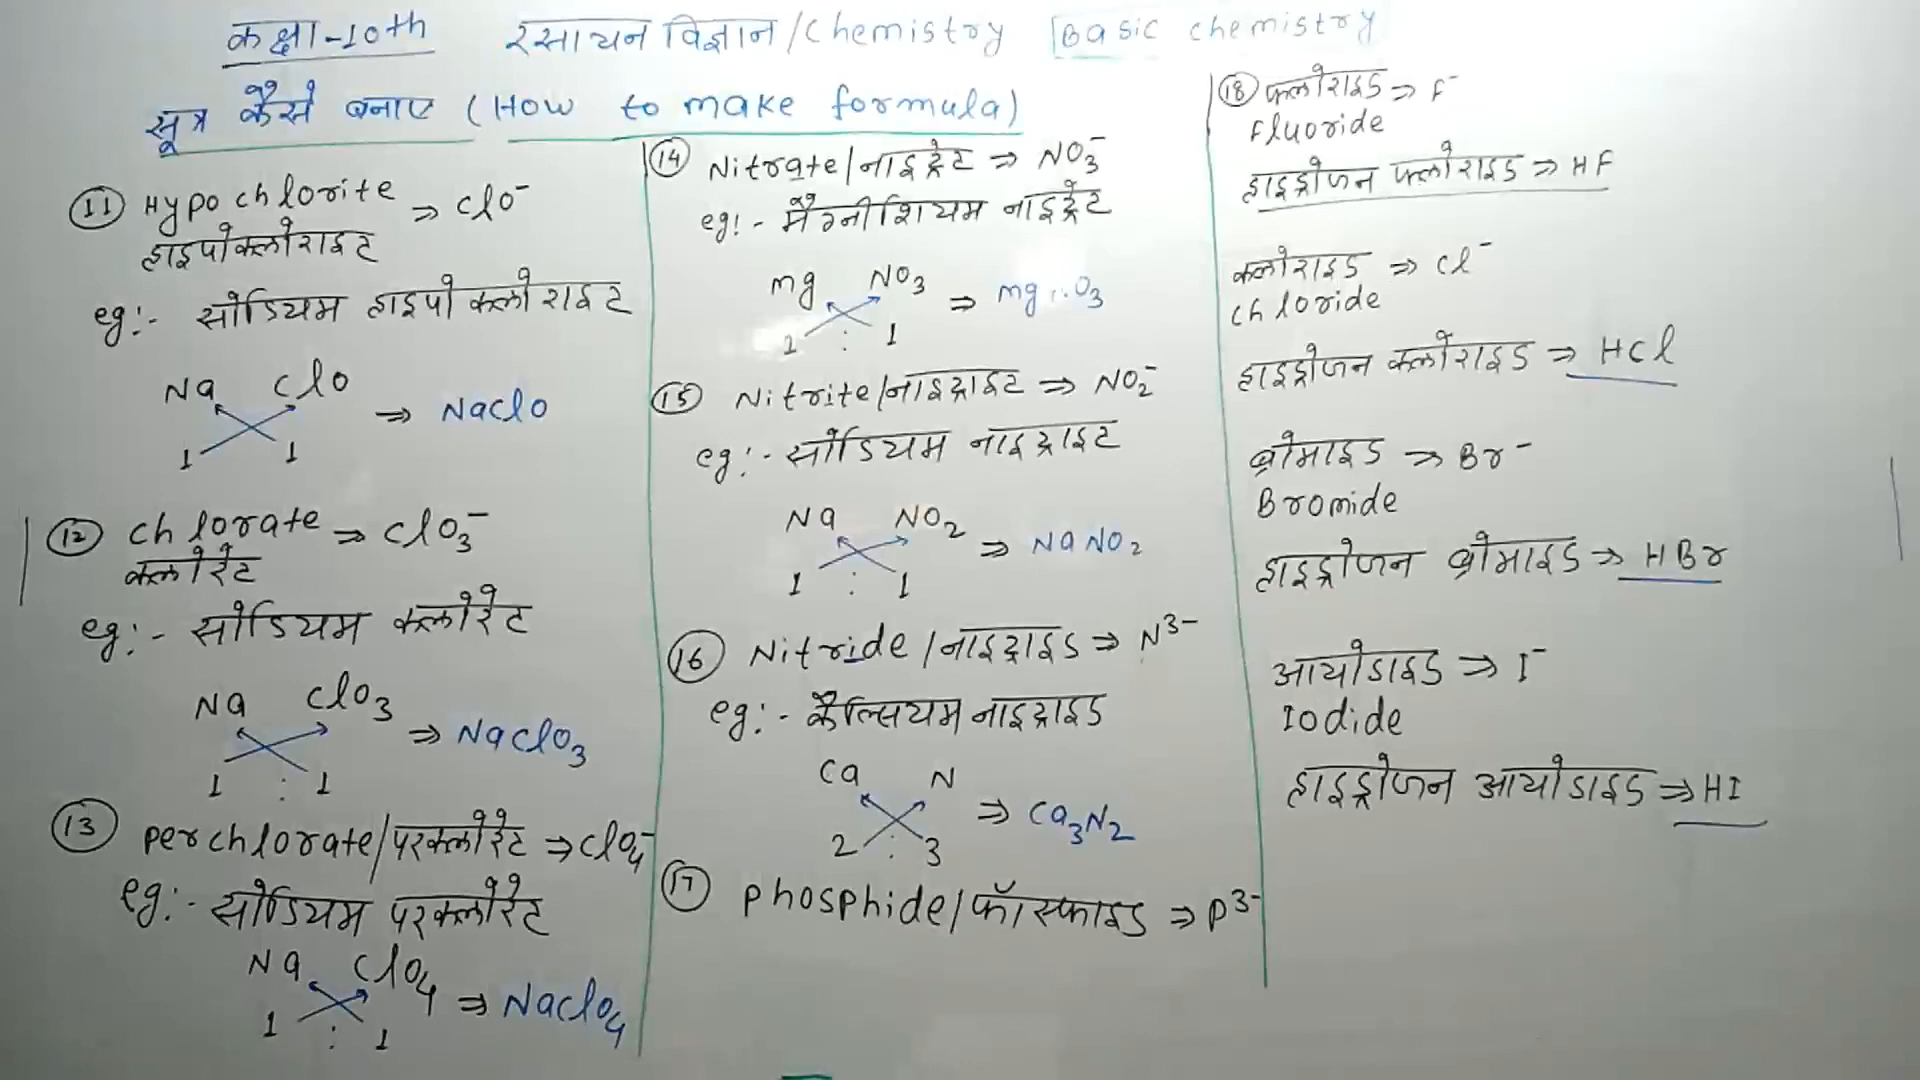 कक्षा-10th रसायन विज्ञान/Chemistry Basic chemistry
सूत्र कैसे बनाए (How to make formula)
(11) Hypo chlorite ⇒ ClO⁻
हाइपोक्लोराइट
eg:- सोडियम हाइपो क्लोराइट
Na ClO
1 1 ⇒ NaClO
(12) Chlorate ⇒ ClO₃⁻
क्लोरेट
eg:- सोडियम क्लोरेट
Na ClO₃
1 : 1 ⇒ NaClO₃
(13) perchlorate/परक्लोरेट ⇒ ClO₄⁻
eg:- सोडियम परक्लोरेट
Na ClO₄
1 : 1 ⇒ NaClO₄
(14) Nitrate/नाइट्रेट ⇒ NO₃⁻
eg:- मैग्नीशियम नाइट्रेट
mg NO₃
: 1 ⇒ mg O₃
(15) Nitrite/नाइट्राइट ⇒ NO₂⁻
eg:- सोडियम नाइट्राइट
Na NO₂
1 : 1 ⇒ NaNO₂
(16) Nitride/नाइट्राइड ⇒ N³⁻
eg:- कैल्सियम नाइट्राइड
Ca N
2 : 3 ⇒ Ca₃N₂
(17) phosphide/फॉस्फाइड ⇒ P³⁻
(18) फ्लोराइड ⇒ F⁻
Fluoride
हाइड्रोजन फ्लोराइड ⇒ HF
क्लोराइड ⇒ Cl⁻
Chloride
हाइड्रोजन क्लोराइड ⇒ HCl
ब्रोमाइड ⇒ Br⁻
Bromide
हाइड्रोजन ब्रोमाइड ⇒ HBr
आयोडाइड ⇒ I⁻
Iodide
हाइड्रोजन आयोडाइड ⇒ HI